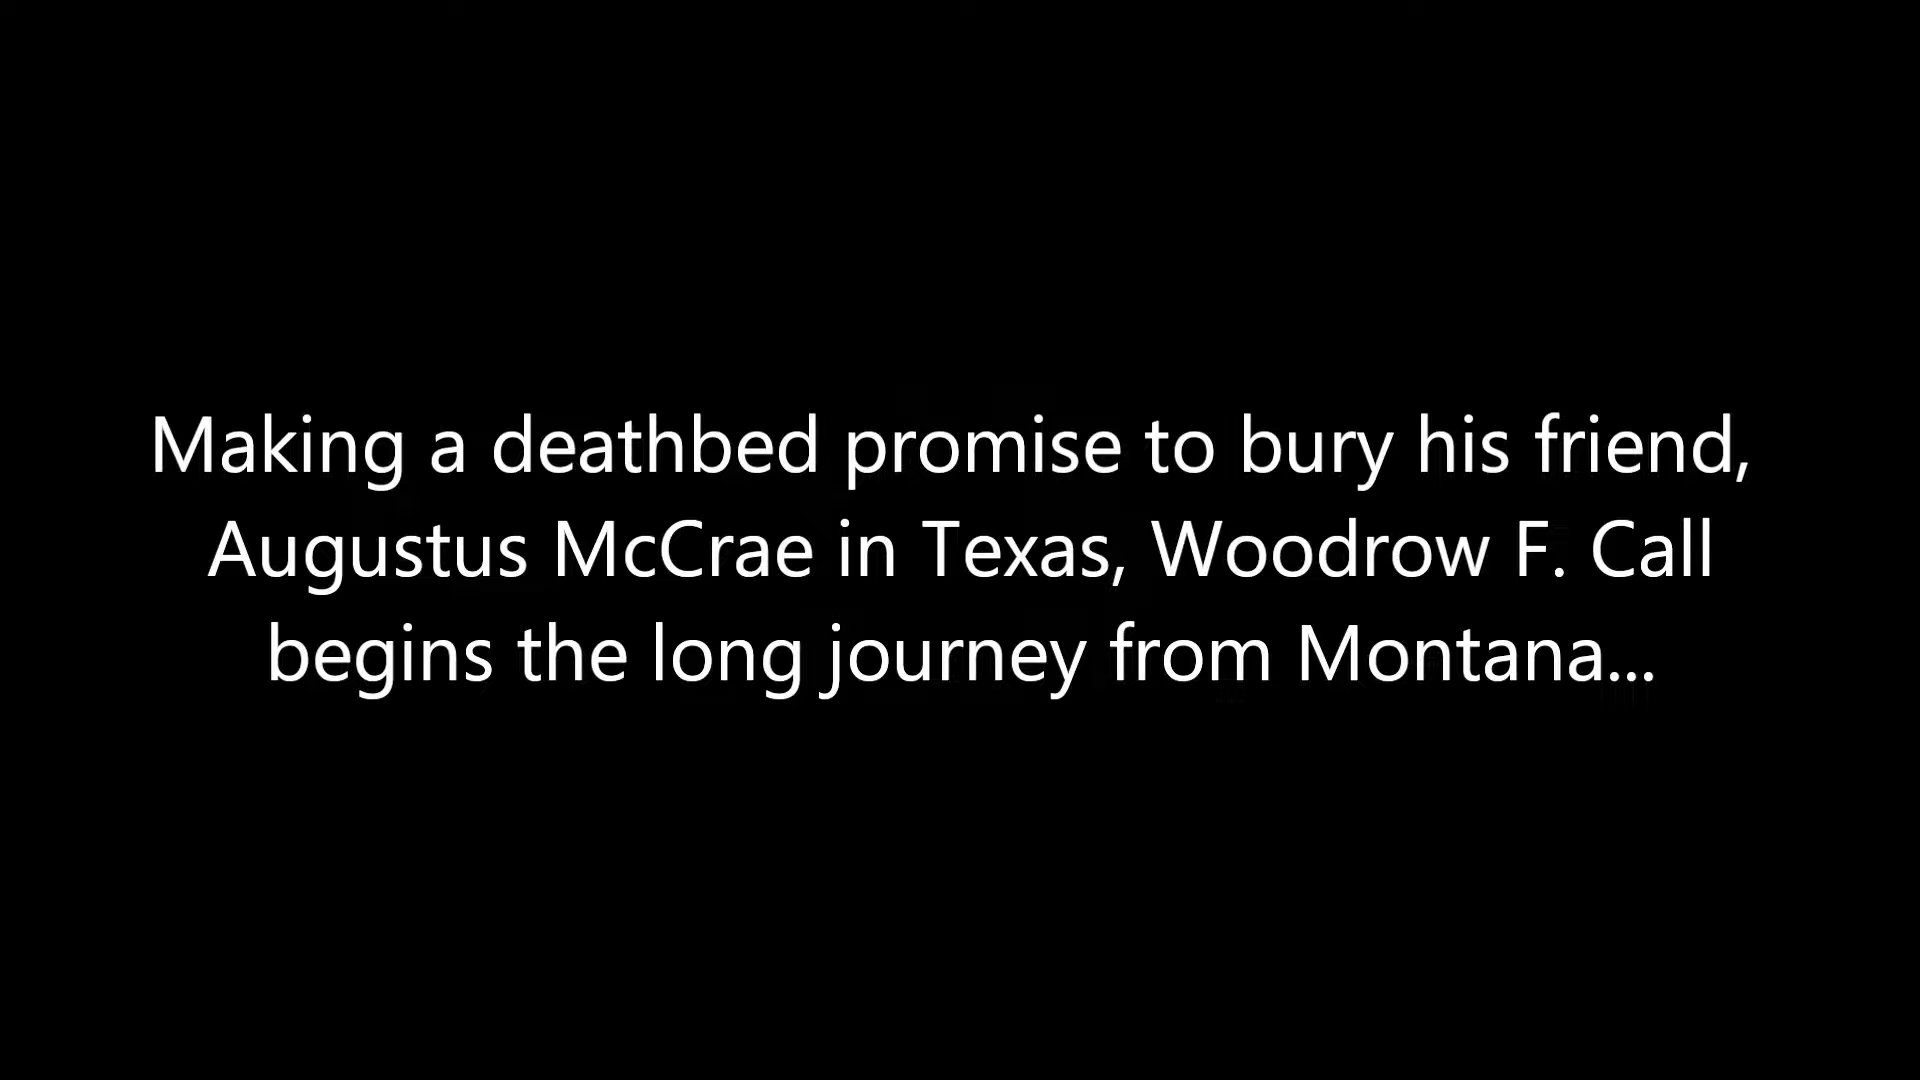 Making a deathbed promise to bury his friend,
Augustus McCrae in Texas, Woodrow F. Call
begins the long journey from Montana...